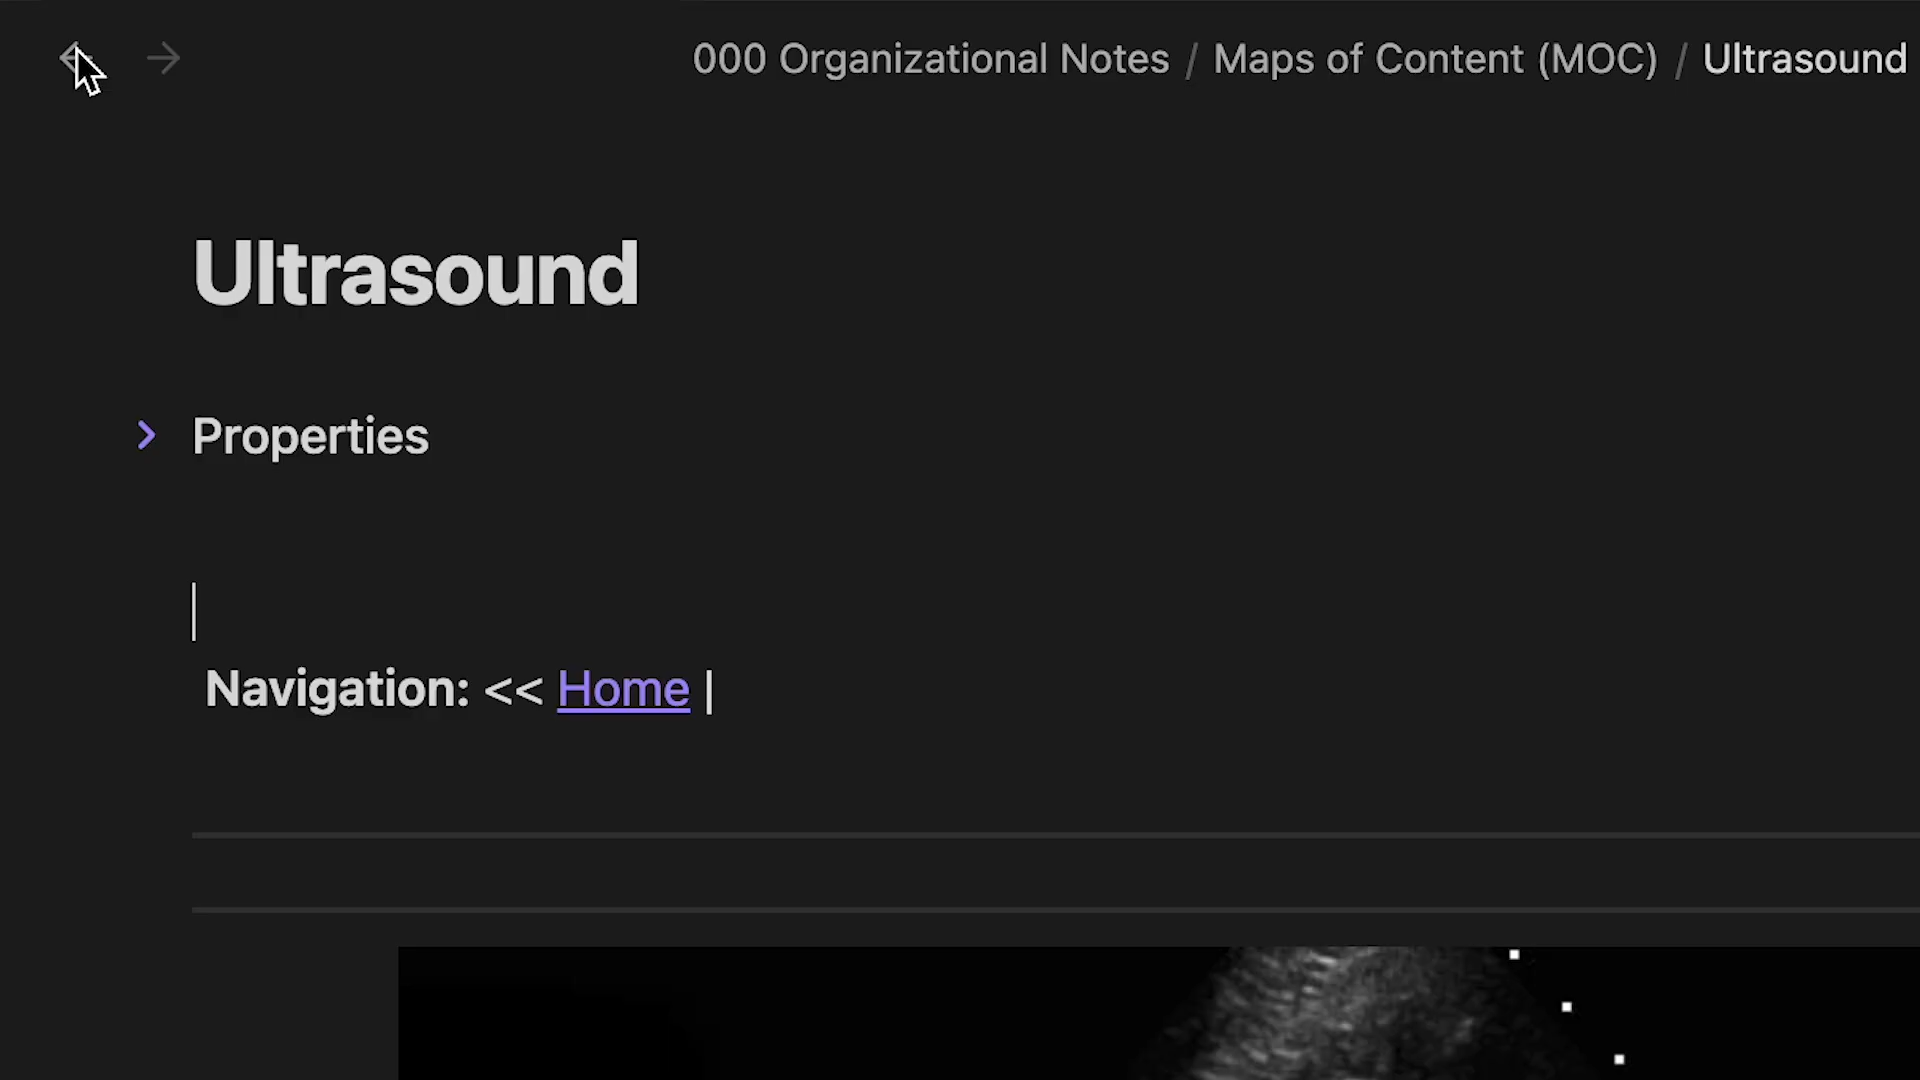 000 Organizational Notes / Maps of Content (MOC) / Ultrasound
Ultrasound
Properties
Navigation: << Home |